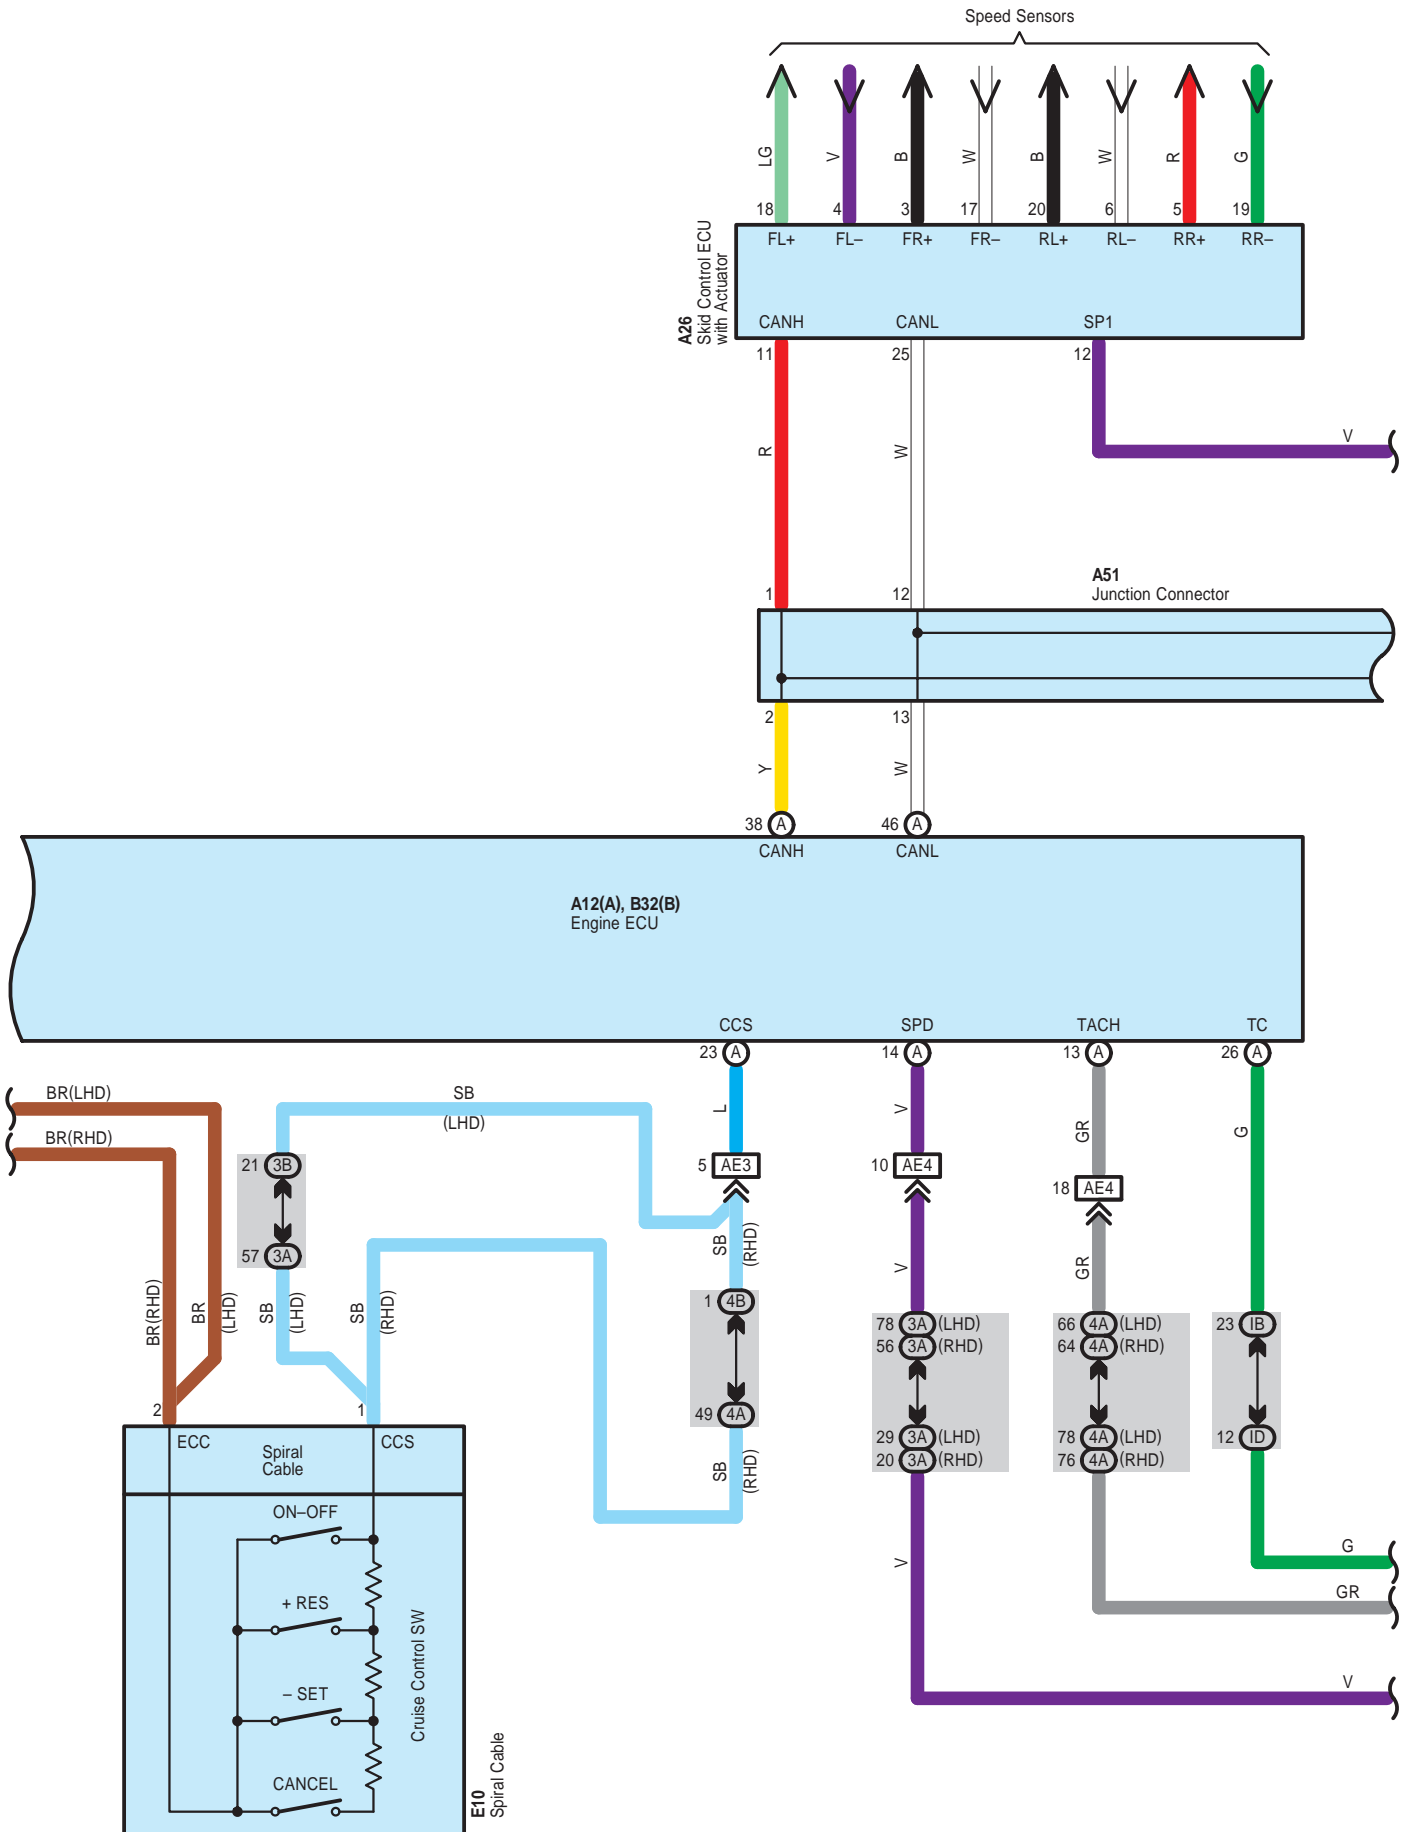 Speed Sensors
LG
V
B
W
B
W
R
G
18
4
3
17
20
6
5
19
FL+
FL–
FR+
FR–
RL+
RL–
RR+
RR–
A26
Skid Control ECU
with Actuator
CANH
CANL
SP1
11
25
12
V
R
W
A51
Junction Connector
1
12
2
13
Y
W
38
A
46
A
CANH
CANL
A12(A), B32(B)
Engine ECU
CCS
SPD
TACH
TC
23
A
14
A
13
A
26
A
BR(LHD)
BR(RHD)
SB
(LHD)
L
V
GR
G
21
3B
5
AE3
10
AE4
18
AE4
57
3A
SB
(RHD)
V
GR
BR(RHD)
BR
(LHD)
SB
(LHD)
SB
(RHD)
1
4B
78
3A
(LHD)
56
3A
(RHD)
66
4A
(LHD)
64
4A
(RHD)
23
IB
49
4A
29
3A
(LHD)
20
3A
(RHD)
78
4A
(LHD)
76
4A
(RHD)
12
ID
2
1
ECC
Spiral
Cable
CCS
SB
(RHD)
ON–OFF
+ RES
– SET
CANCEL
Cruise Control SW
E10
Spiral Cable
V
G
GR
V